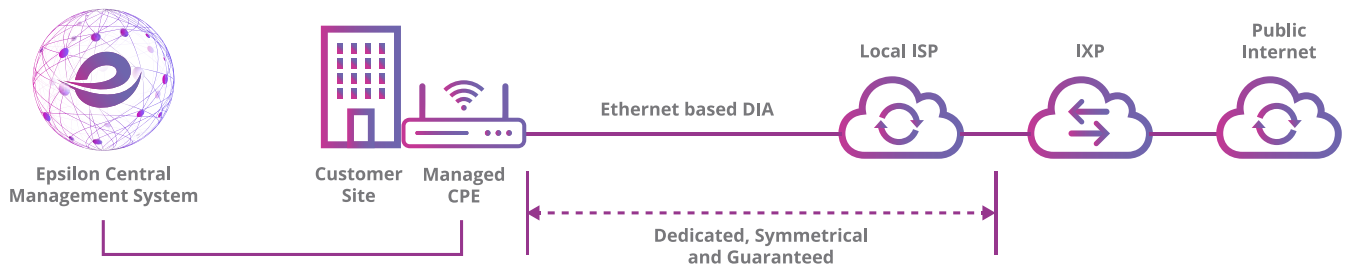 Epsilon Central
Management System
Customer
Site
Managed
CPE
Ethernet based DIA
Local ISP
IXP
Public
Internet
Dedicated, Symmetrical
and Guaranteed